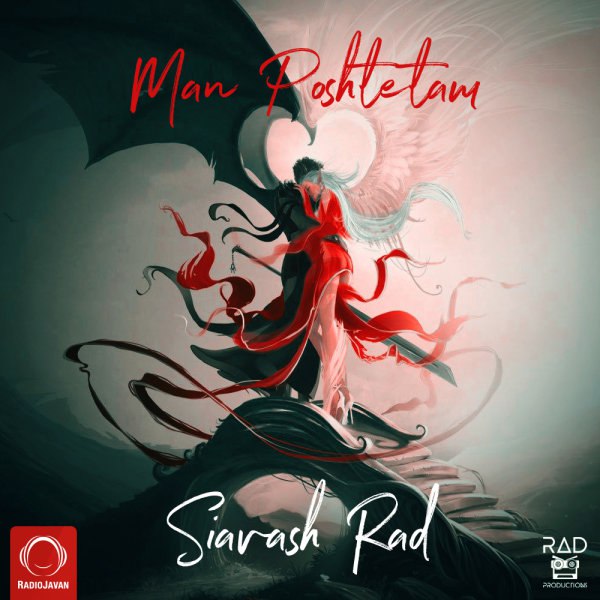 Man Poshtetam
Siavash Rad
RADIOJAVAN
RAD
PRODUCTIONS